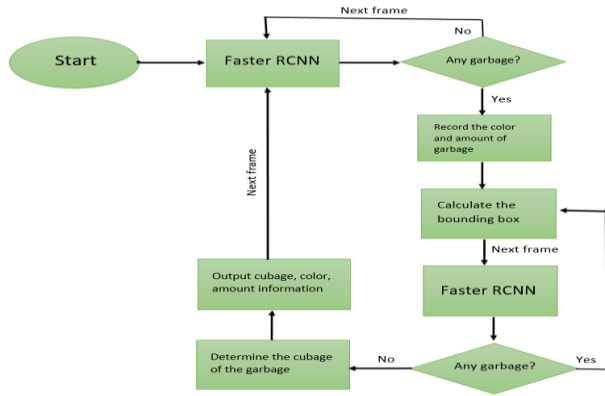 Next frame
No
Start
Faster RCNN
Any garbage?
Yes
Record the color
and amount of
garbage
Next frame
Calculate the
bounding box
Next frame
Output cubage, color,
amount information
Faster RCNN
Determine the cubage
of the garbage
No
Any garbage?
Yes